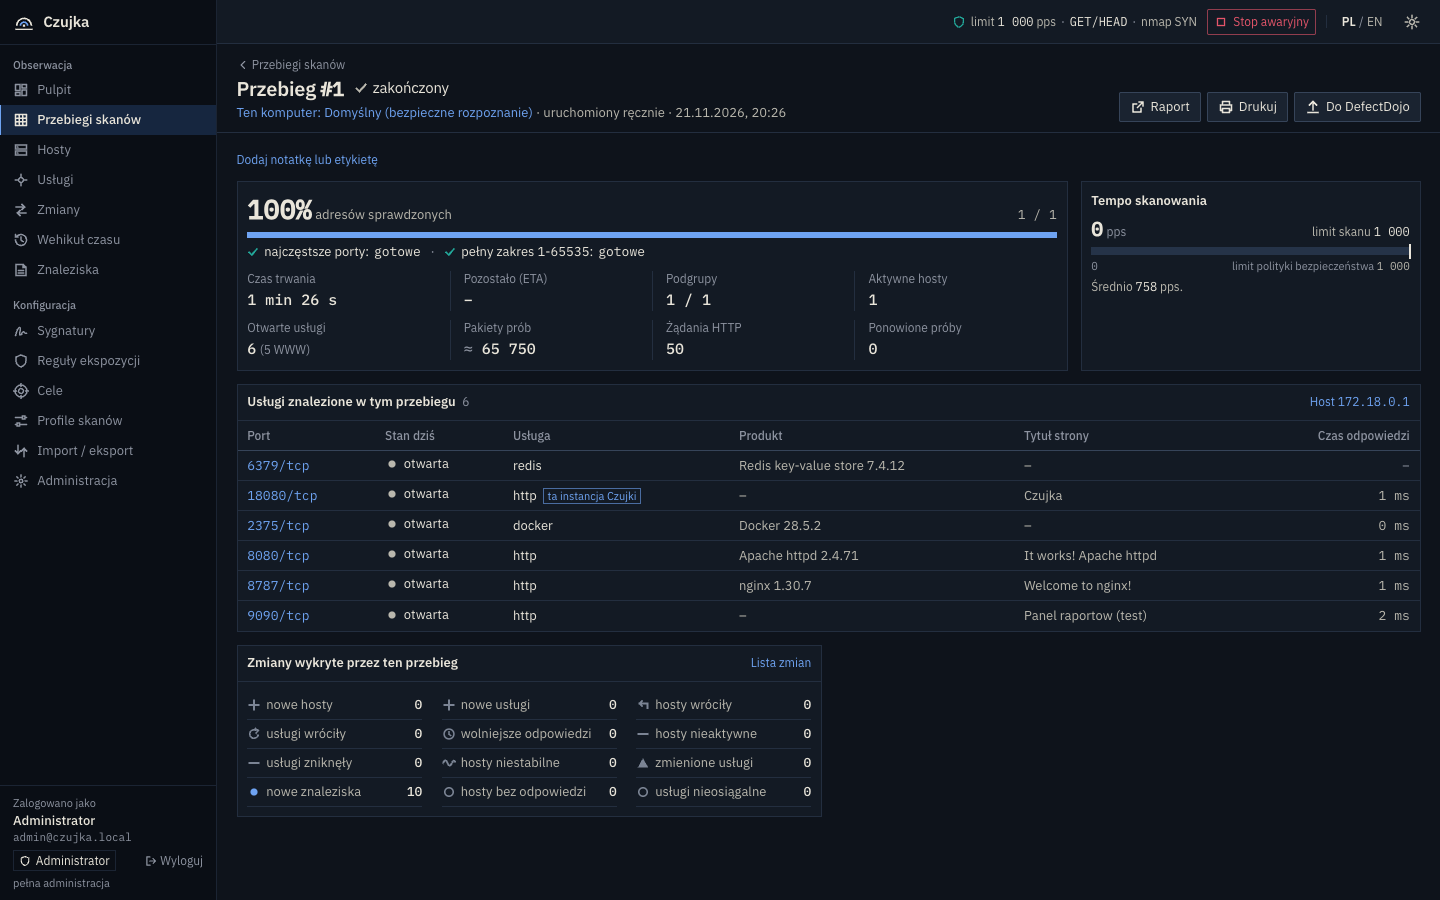 Czujka
limit 1 000 pps · GET/HEAD · nmap SYN
Stop awaryjny
PL / EN
Obserwacja
Pulpit
Przebiegi skanów
Hosty
Usługi
Zmiany
Wehikuł czasu
Znaleziska
Konfiguracja
Sygnatury
Reguły ekspozycji
Cele
Profile skanów
Import / eksport
Administracja
Zalogowano jako
Administrator
admin@czujka.local
Administrator
Wyloguj
pełna administracja
Przebiegi skanów
Przebieg #1 zakończony
Ten komputer: Domyślny (bezpieczne rozpoznanie) · uruchomiony ręcznie · 21.11.2026, 20:26
Raport
Drukuj
Do DefectDojo
Dodaj notatkę lub etykietę
100% adresów sprawdzonych 1 / 1
najczęstsze porty: gotowe · pełny zakres 1-65535: gotowe
Czas trwania Pozostało (ETA) Podgrupy Aktywne hosty
1 min 26 s – 1 / 1 1
Otwarte usługi Pakiety prób Żądania HTTP Ponowione próby
6 (5 WWW) ≈ 65 750 50 0
Tempo skanowania
0 pps limit skanu 1 000
0 limit polityki bezpieczeństwa 1 000
Średnio 758 pps.
Usługi znalezione w tym przebiegu 6 Host 172.18.0.1
Port Stan dziś Usługa Produkt Tytuł strony Czas odpowiedzi
6379/tcp otwarta redis Redis key-value store 7.4.12 – –
18080/tcp otwarta http ta instancja Czujki – Czujka 1 ms
2375/tcp otwarta docker Docker 28.5.2 – 0 ms
8080/tcp otwarta http Apache httpd 2.4.71 It works! Apache httpd 1 ms
8787/tcp otwarta http nginx 1.30.7 Welcome to nginx! 1 ms
9090/tcp otwarta http – Panel raportow (test) 2 ms
Zmiany wykryte przez ten przebieg Lista zmian
nowe hosty 0 nowe usługi 0 hosty wróciły 0
usługi wróciły 0 wolniejsze odpowiedzi 0 hosty nieaktywne 0
usługi zniknęły 0 hosty niestabilne 0 zmienione usługi 0
nowe znaleziska 10 hosty bez odpowiedzi 0 usługi nieosiągalne 0